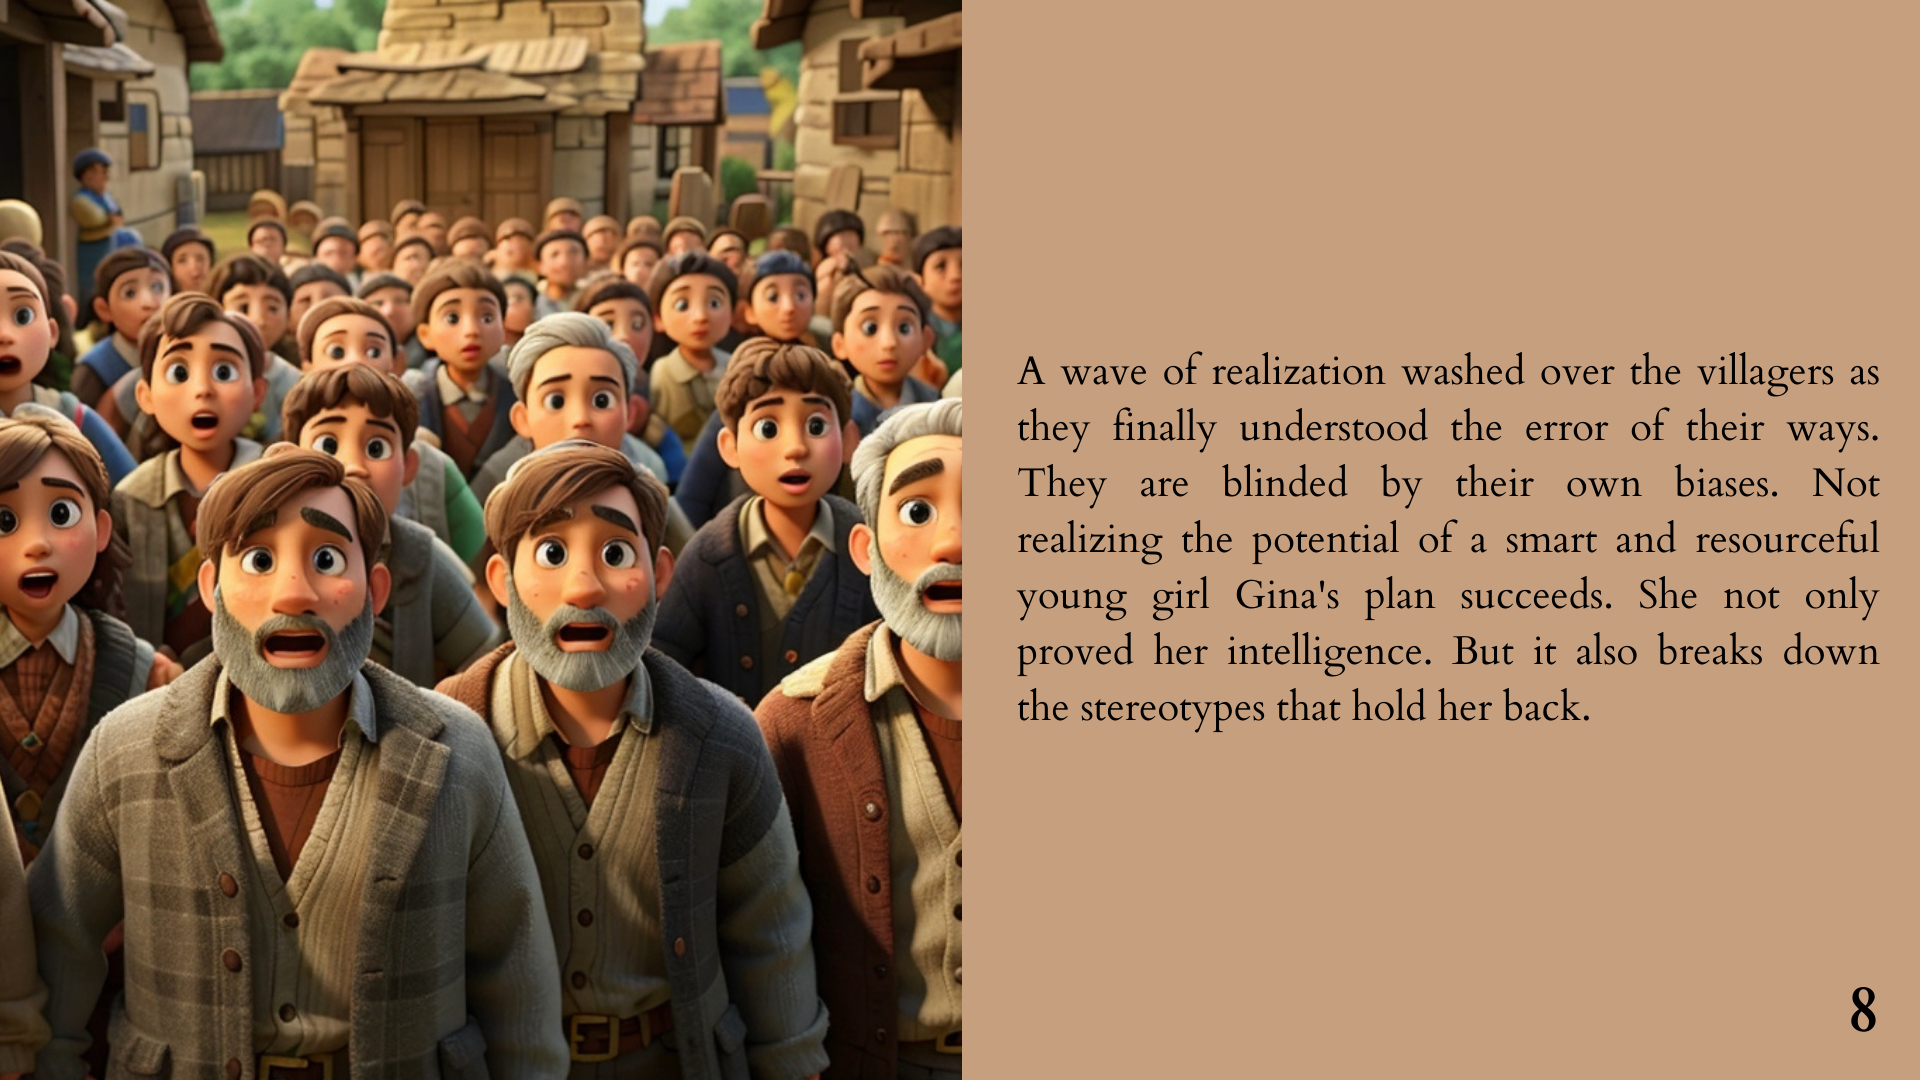 A wave of realization washed over the villagers as
they finally understood the error of their ways.
They are blinded by their own biases. Not
realizing the potential of a smart and resourceful
young girl Gina's plan succeeds. She not only
proved her intelligence. But it also breaks down
the stereotypes that hold her back.
8